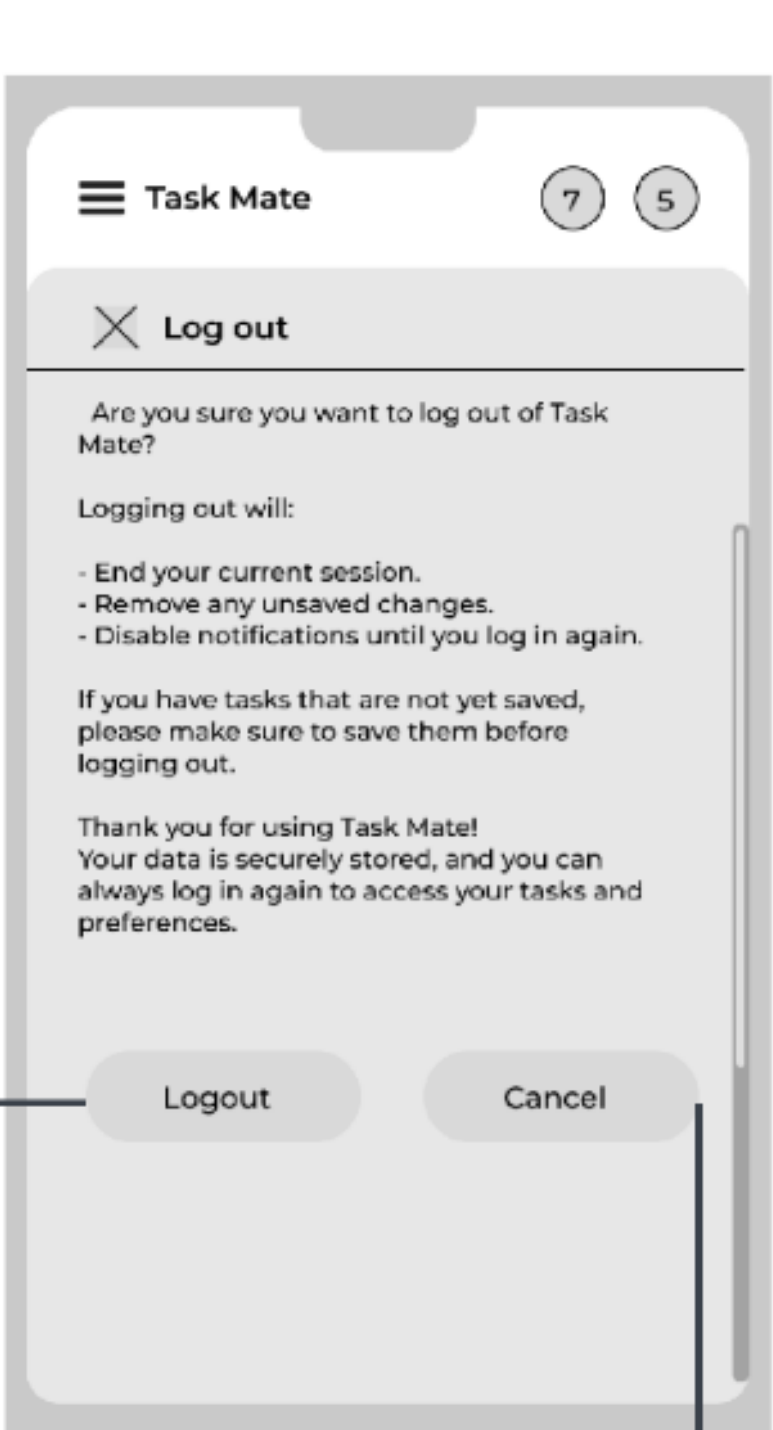 Task Mate 7 5
Log out
Are you sure you want to log out of Task
Mate?
Logging out will:
- End your current session.
- Remove any unsaved changes.
- Disable notifications until you log in again.
If you have tasks that are not yet saved,
please make sure to save them before
logging out.
Thank you for using Task Mate!
Your data is securely stored, and you can
always log in again to access your tasks and
preferences.
Logout Cancel